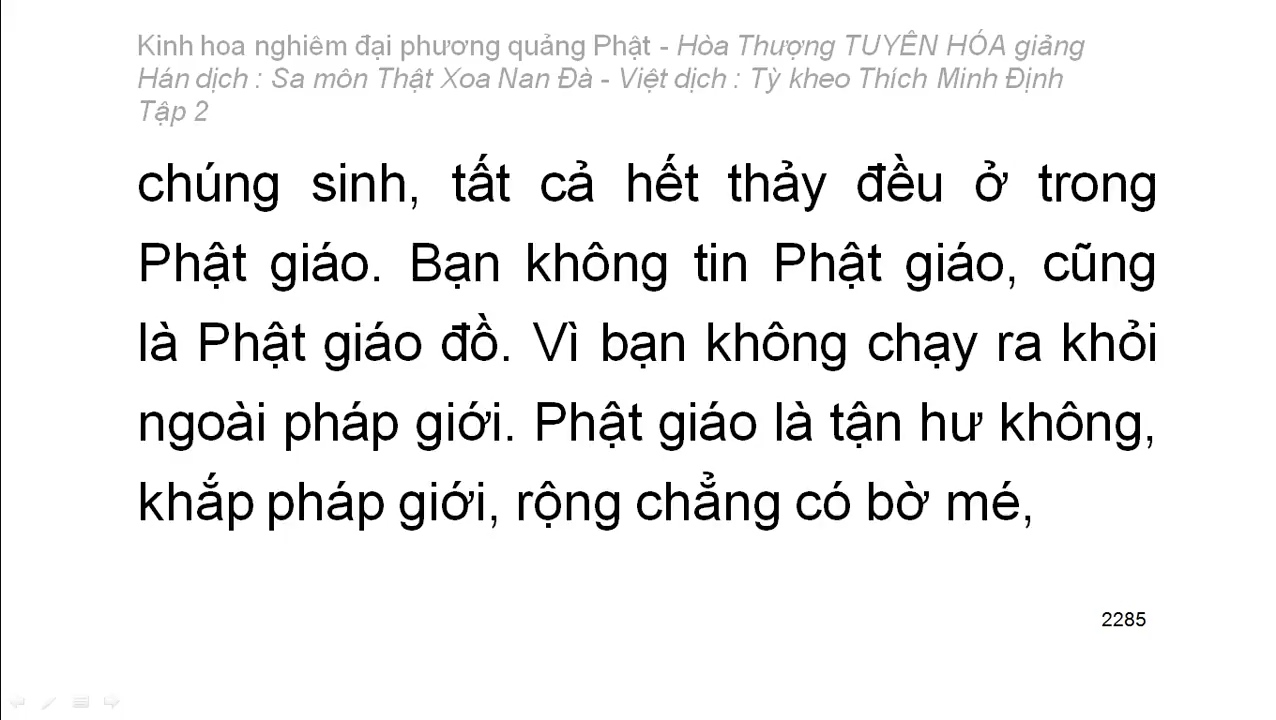 Kinh hoa nghiêm đại phương quảng Phật - Hòa Thượng TUYÊN HÓA giảng
Hán dịch : Sa môn Thật Xoa Nan Đà - Việt dịch : Tỳ kheo Thích Minh Định
Tập 2
chúng sinh, tất cả hết thảy đều ở trong
Phật giáo. Bạn không tin Phật giáo, cũng
là Phật giáo đồ. Vì bạn không chạy ra khỏi
ngoài pháp giới. Phật giáo là tận hư không,
khắp pháp giới, rộng chẳng có bờ mé,
2285